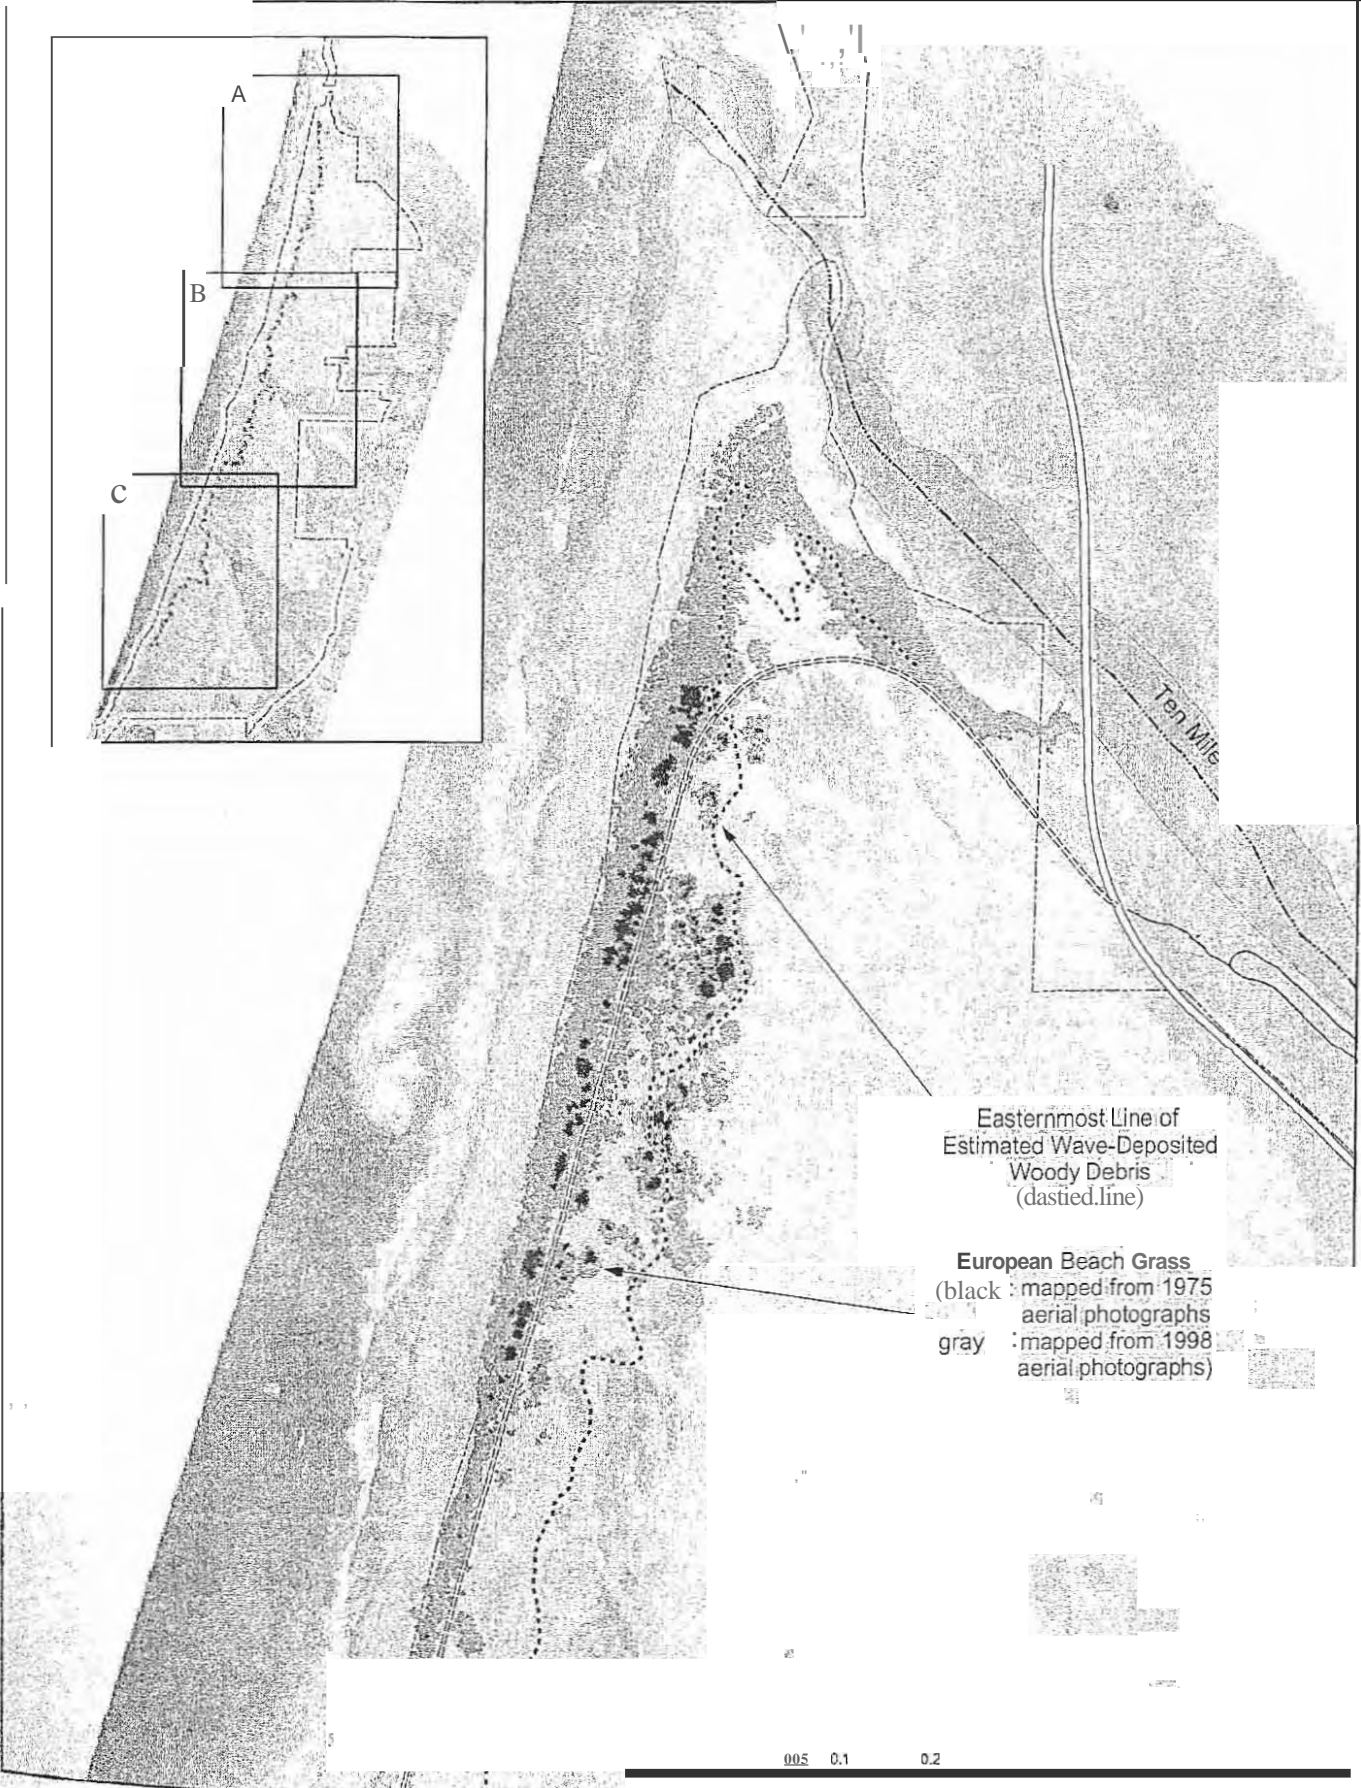 A
B
c
Ten Mile
Easternmost Line of
Estimated Wave-Deposited
Woody Debris
(dastied.line)
European Beach Grass
(black : mapped from 1975
aerial photographs
gray : mapped from 1998
aerial photographs)
005 0.1 0.2